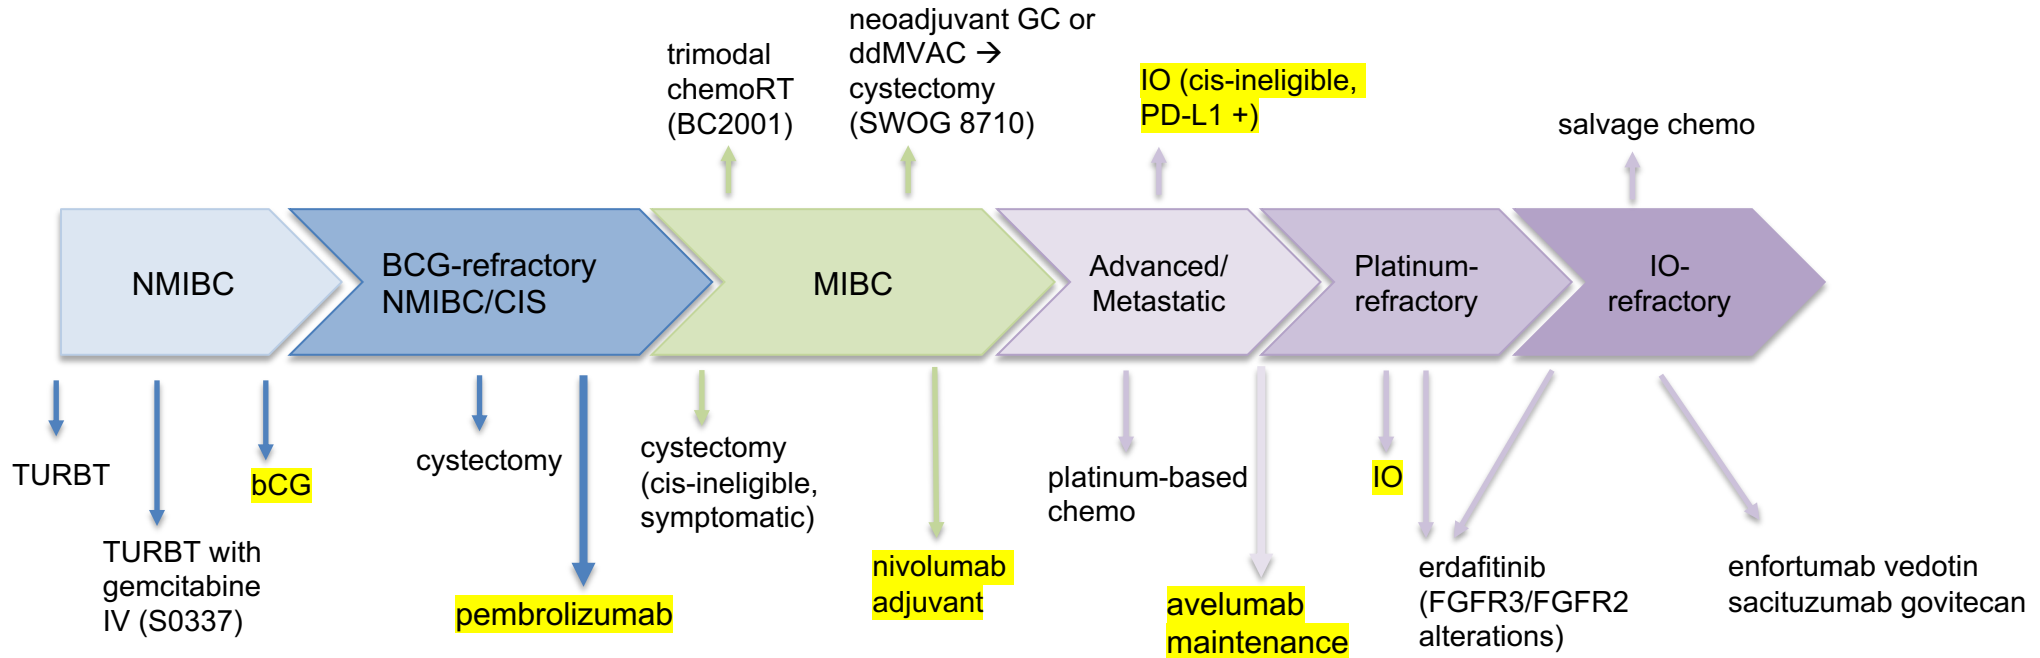 trimodal
chemoRT
(BC2001)
neoadjuvant GC or
ddMVAC →
cystectomy
(SWOG 8710)
IO (cis-ineligible,
PD-L1 +)
salvage chemo
NMIBC
BCG-refractory
NMIBC/CIS
MIBC
Advanced/
Metastatic
Platinum-
refractory
IO-
refractory
TURBT
TURBT with
gemcitabine
IV (S0337)
bCG
cystectomy
pembrolizumab
cystectomy
(cis-ineligible,
symptomatic)
nivolumab
adjuvant
platinum-based
chemo
avelumab
maintenance
IO
erdafitinib
(FGFR3/FGFR2
alterations)
enfortumab vedotin
sacituzumab govitecan